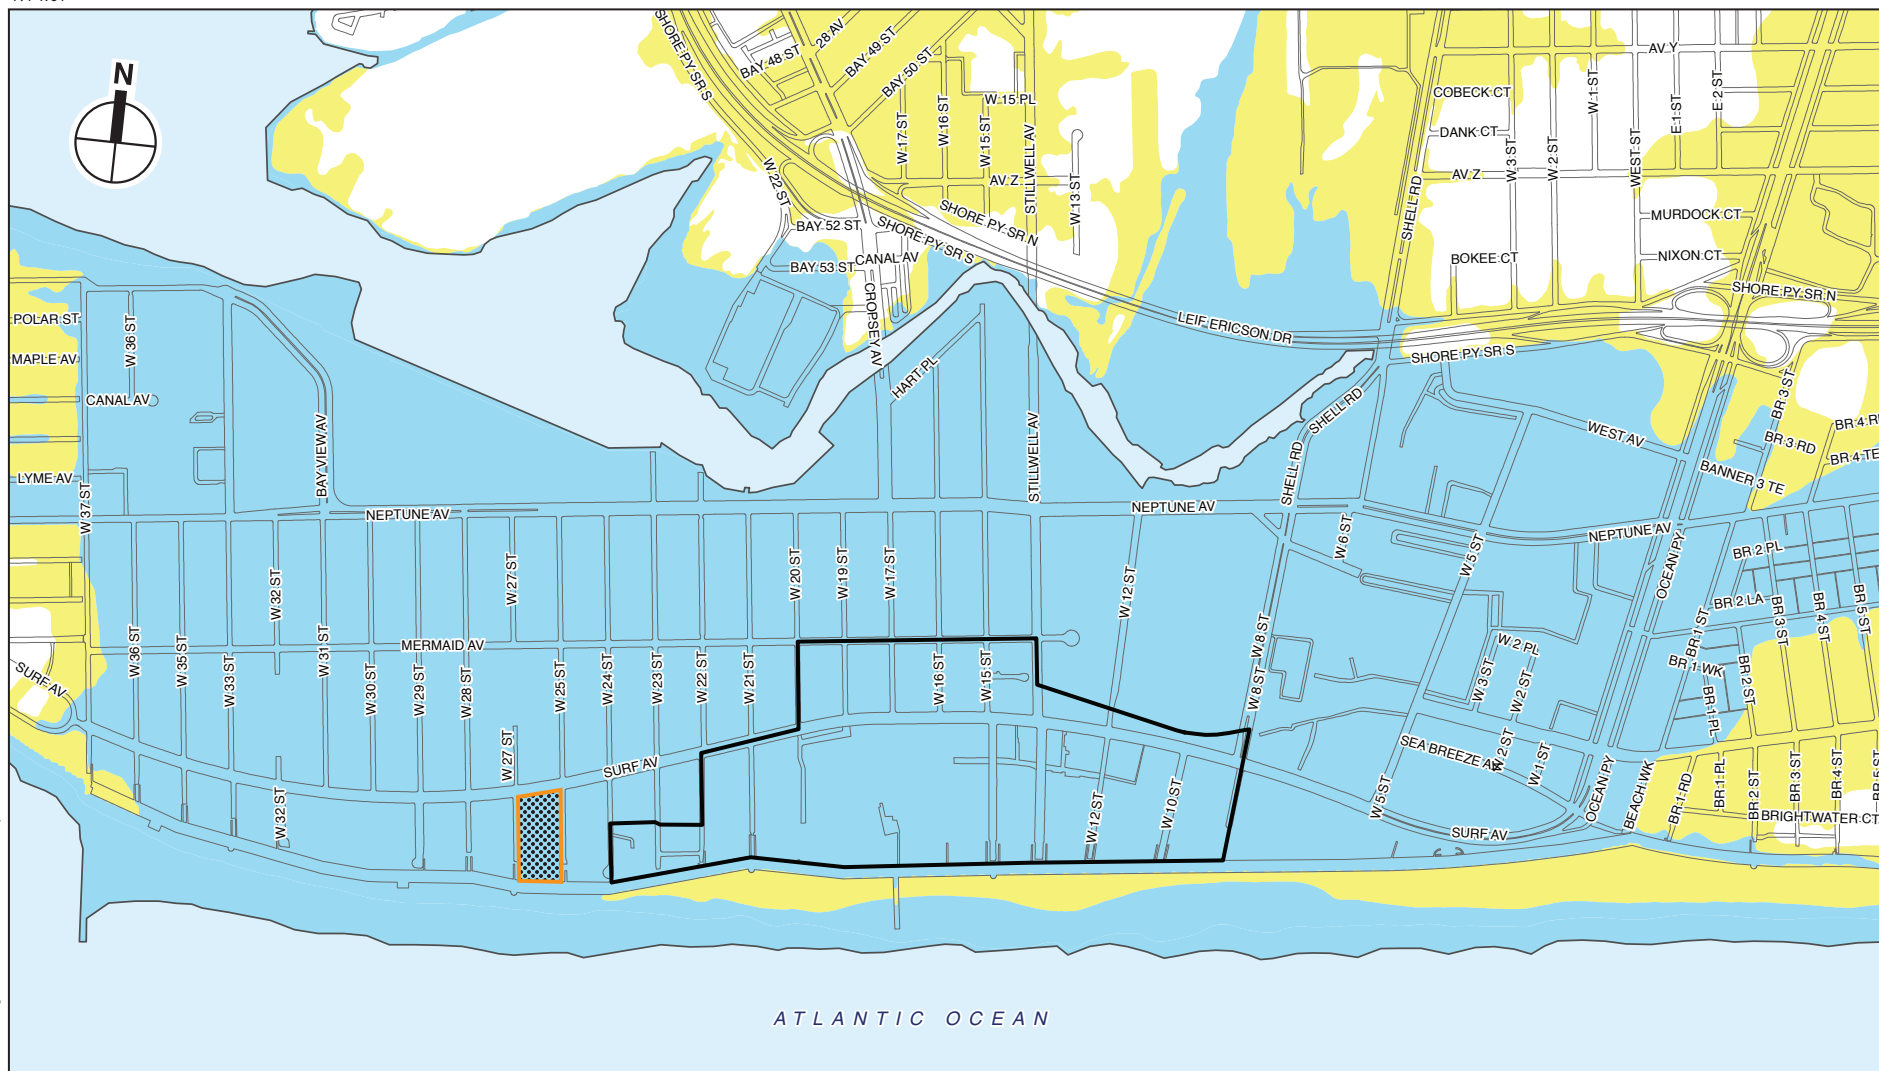 N
SHORE PY SR S
BAY 48 ST
28 AV
BAY 49 ST
BAY 50 ST
W 17 ST
W 16 ST
W 15 ST
W 15 PL
STILLWELL AV
W 13 ST
AV Z
W 22 ST
BAY 52 ST
BAY 53 ST
CANAL AV
SHORE PY SR S
SHORE PY SR N
CROPSEY AV
HART PL
LEIF ERICSON DR
SHELL RD
COBECK CT
DANK CT
AV Z
AV Y
W 3 ST
W 2 ST
W 1 ST
WEST ST
E 1 ST
E 2 ST
MURDOCK CT
NIXON CT
BOKEE CT
SHORE PY SR N
SHORE PY SR S
SHELL RD
SHELL RD
WEST AV
BR 3 ST
BR 3 RD
BR 4 TE
BANNER 3 TE
POLAR ST
MAPLE AV
W 36 ST
CANAL AV
LYME AV
W 37 ST
BAY VIEW AV
NEPTUNE AV
STILLWELL AV
NEPTUNE AV
NEPTUNE AV
W 32 ST
W 27 ST
W 20 ST
W 19 ST
W 17 ST
W 12 ST
W 6 ST
W 5 ST
OCEAN PY
BR 2 PL
BR 2 LA
BR 1 ST
BR 3 ST
BR 4 ST
BR 5 ST
MERMAID AV
SURF AV
W 36 ST
W 35 ST
W 33 ST
W 31 ST
W 30 ST
W 29 ST
W 28 ST
W 25 ST
W 24 ST
W 23 ST
W 22 ST
W 21 ST
W 16 ST
W 15 ST
W 8 ST
W 8 ST
W 2 PL
W 3 ST
W 2 ST
BR 1 WK
BR 2 ST
BR 1 PL
W 27 ST
SURF AV
W 32 ST
W 12 ST
W 10 ST
SEA BREEZE AV
W 2 ST
W 1 ST
W 5 ST
SURF AV
OCEAN PY
BEACH WK
BR 1 RD
BR 1 PL
BR 2 ST
BR 3 ST
BR 4 ST
BRIGHTWATER CT
ATLANTIC OCEAN